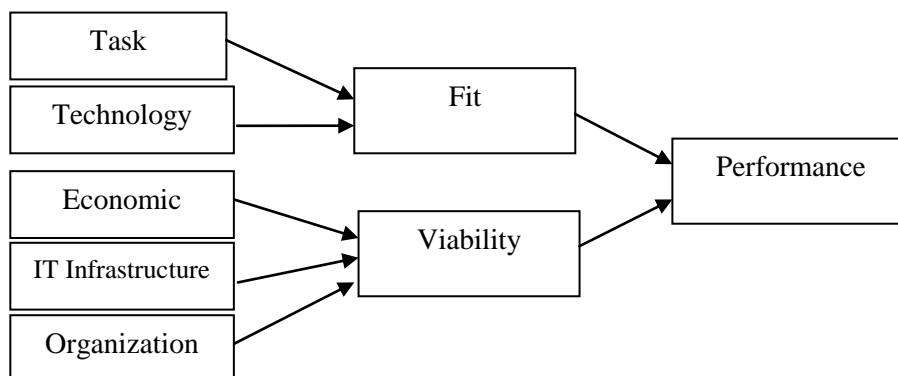 Task
Technology
Economic
IT Infrastructure
Organization
Fit
Viability
Performance